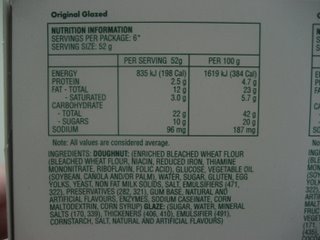 Original Glazed
NUTRITION INFORMATION
SERVINGS PER PACKAGE: 6*
SERVING SIZE: 52 g
PER SERVING 52g PER 100 g
ENERGY 835 kJ (198 Cal) 1619 kJ (384 Cal)
PROTEIN 2.5 g 4.7 g
FAT - TOTAL 12 g 23 g
- SATURATED 3.0 g 5.7 g
CARBOHYDRATE
- TOTAL 22 g 42 g
- SUGARS 10 g 20 g
SODIUM 96 mg 187 mg
Note: All values are considered average.
INGREDIENTS: DOUGHNUT: (ENRICHED BLEACHED WHEAT FLOUR
(BLEACHED WHEAT FLOUR, NIACIN, REDUCED IRON, THIAMINE
MONONITRATE, RIBOFLAVIN, FOLIC ACID), GLUCOSE, VEGETABLE OIL
(SOYBEAN, CANOLA AND/OR PALM), WATER, SUGAR, GLUTEN, EGG
YOLKS, YEAST, NON FAT MILK SOLIDS, SALT, EMULSIFIERS (471,
322), PRESERVATIVES (282, 321), GUM BASE, NATURAL AND
ARTIFICIAL FLAVOURS, ENZYMES, SODIUM CASEINATE, CORN
MALTODEXTRIN, CORN SYRUP) GLAZE: (SUGAR, WATER, MINERAL
SALTS (170, 339), THICKENERS (406, 410), EMULSIFIER (491),
CORNSTARCH, SALT, NATURAL AND ARTIFICIAL FLAVOURS)